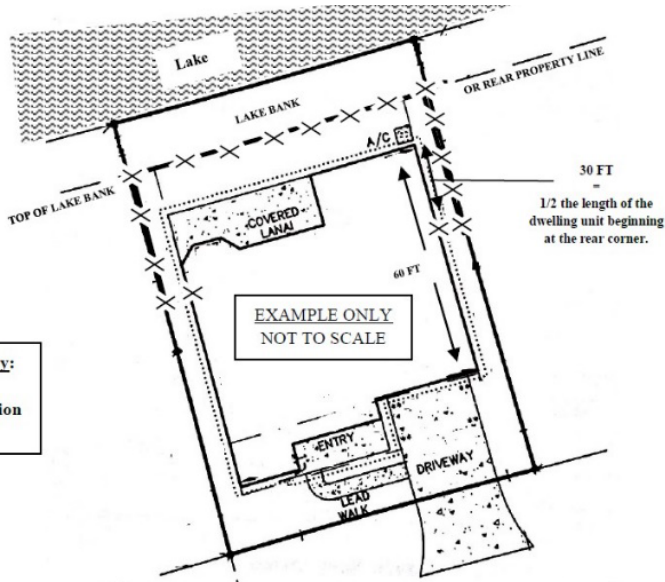 Lake
LAKE BANK
OR REAR PROPERTY LINE
A/C
TOP OF LAKE BANK
30 FT
=
1/2 the length of the
dwelling unit beginning
at the rear corner.
COVERED
LANAI
60 FT
EXAMPLE ONLY
NOT TO SCALE
y:
ion
ENTRY
DRIVEWAY
LEAD
WALK